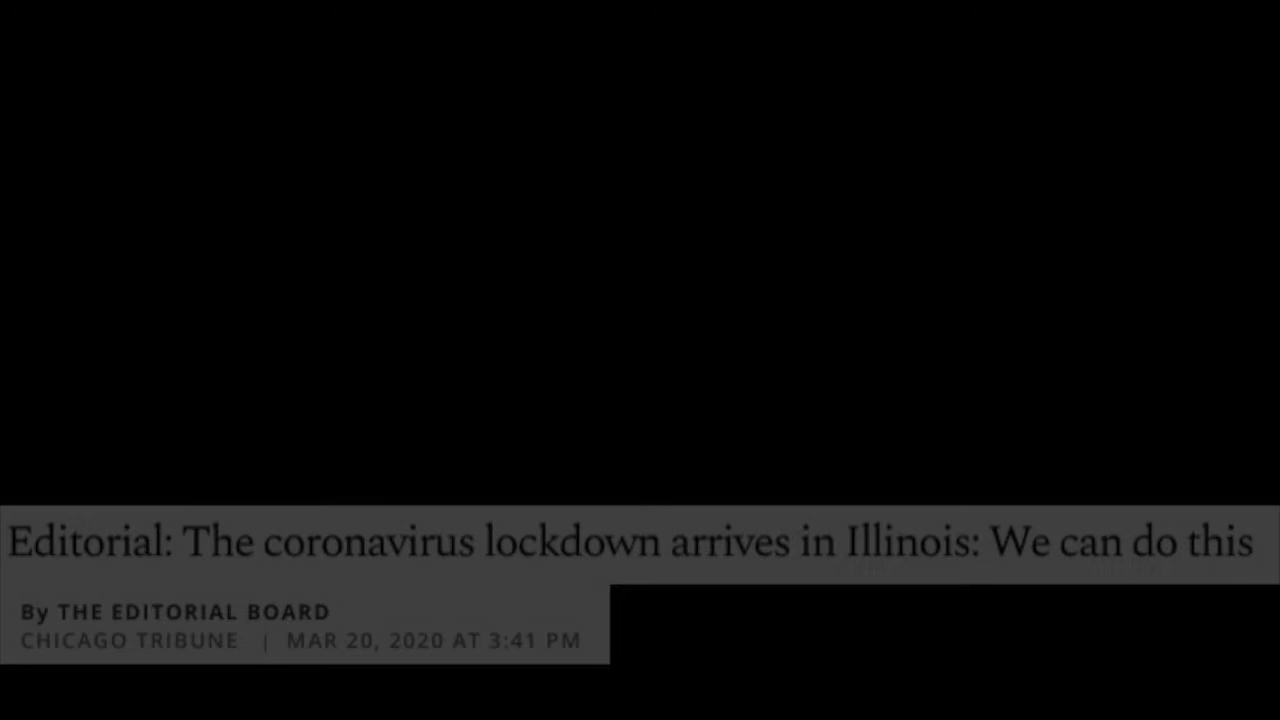 Editorial: The coronavirus lockdown arrives in Illinois: We can do this
By THE EDITORIAL BOARD
CHICAGO TRIBUNE | MAR 20, 2020 AT 3:41 PM